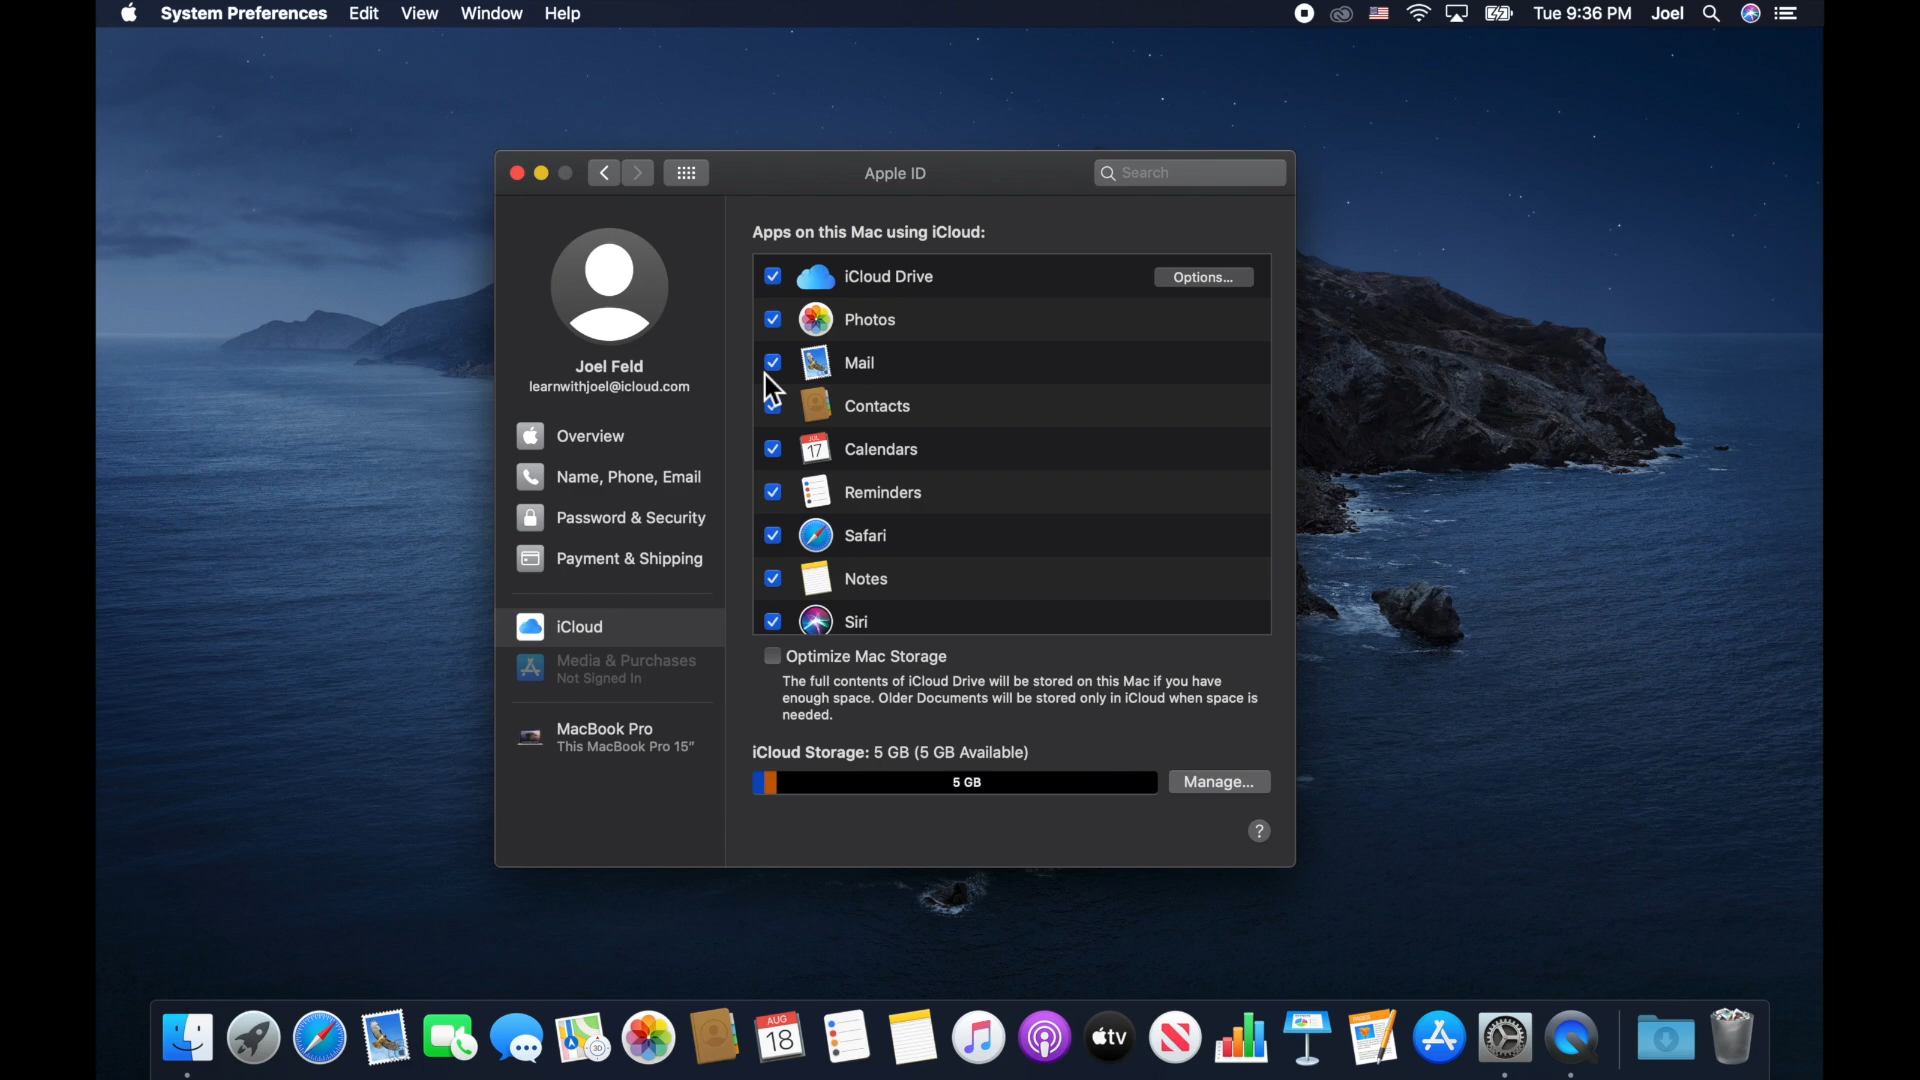 System Preferences Edit View Window Help
Tue 9:36 PM Joel
Apple ID
Search
Joel Feld
learnwithjoel@icloud.com
Overview
Name, Phone, Email
Password & Security
Payment & Shipping
iCloud
Media & Purchases
Not Signed In
MacBook Pro
This MacBook Pro 15"
Apps on this Mac using iCloud:
iCloud Drive
Options...
Photos
Mail
Contacts
JUL
17
Calendars
Reminders
Safari
Notes
Siri
Optimize Mac Storage
The full contents of iCloud Drive will be stored on this Mac if you have
enough space. Older Documents will be stored only in iCloud when space is
needed.
iCloud Storage: 5 GB (5 GB Available)
5 GB
Manage...
?
3D
AUG
18
tv
PAGES